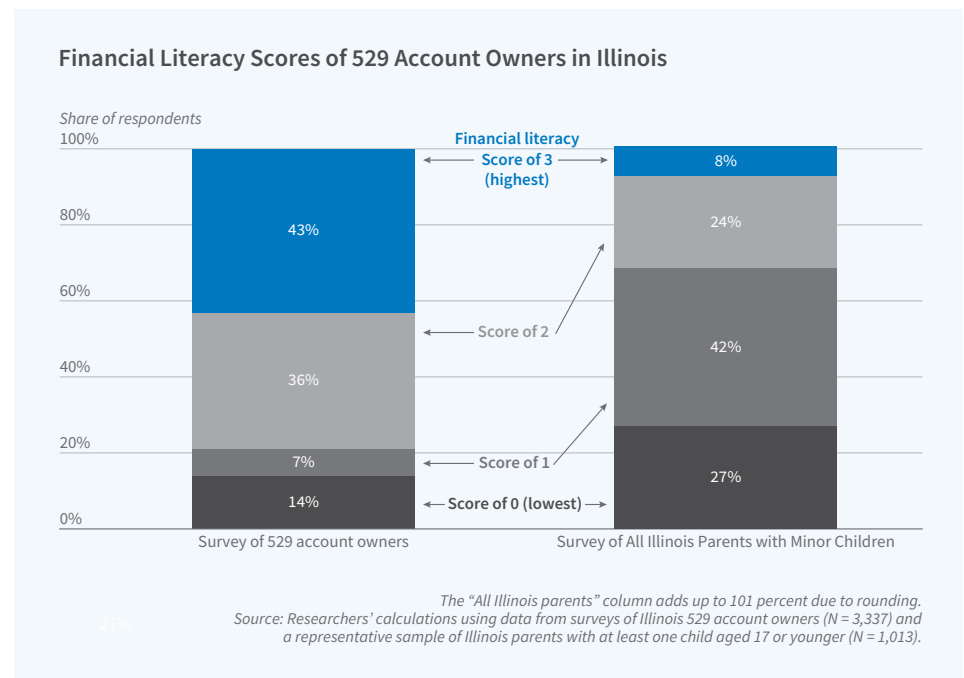 Financial Literacy Scores of 529 Account Owners in Illinois
Share of respondents
100%
80%
60%
40%
20%
0%
43%
36%
7%
14%
Financial literacy
Score of 3
(highest)
Score of 2
Score of 1
Score of 0 (lowest)
8%
24%
42%
27%
Survey of 529 account owners
Survey of All Illinois Parents with Minor Children
The “All Illinois parents” column adds up to 101 percent due to rounding.
27%
Source: Researchers’ calculations using data from surveys of Illinois 529 account owners (N = 3,337) and
a representative sample of Illinois parents with at least one child aged 17 or younger (N = 1,013).